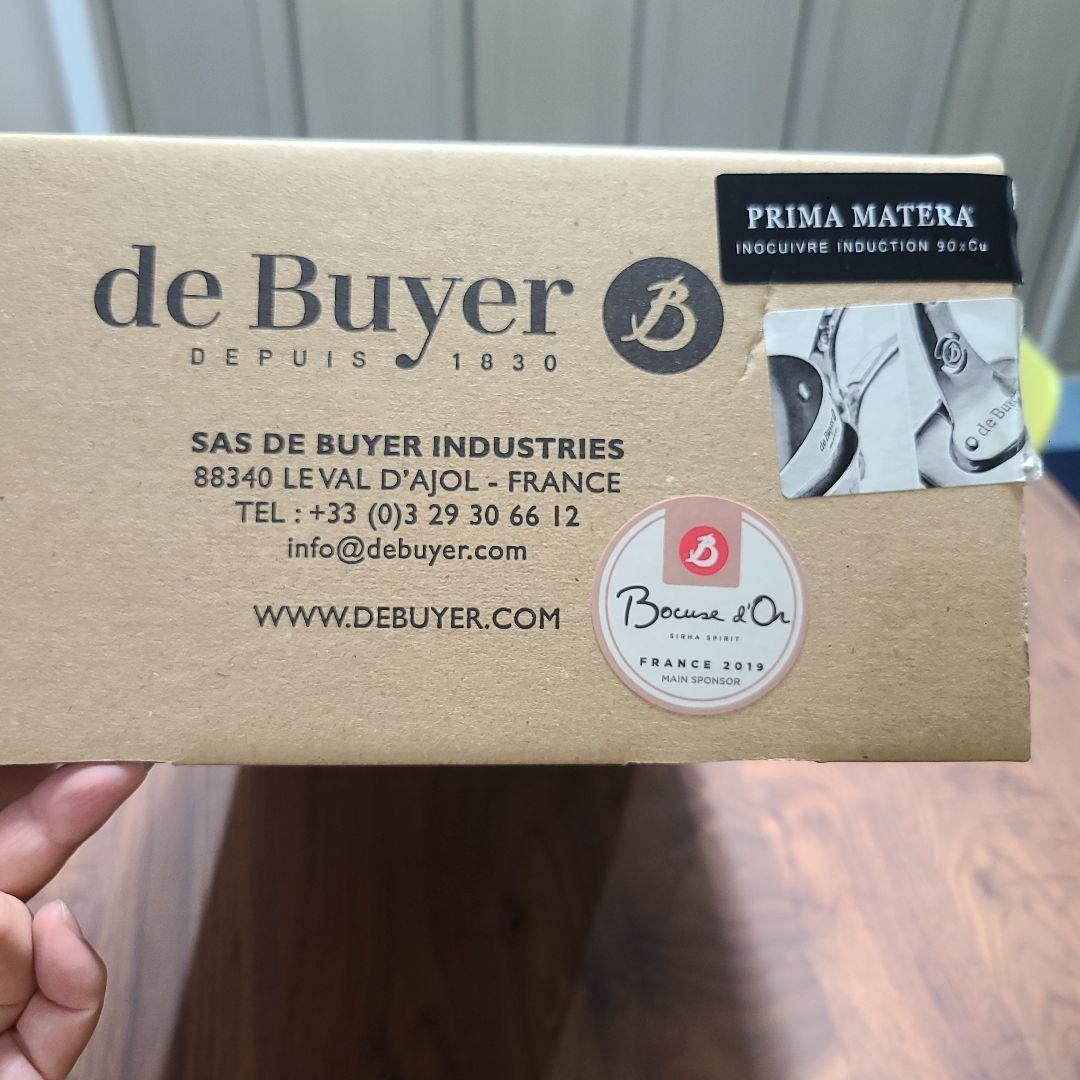 de Buyer B
DEPUIS 1830
SAS DE BUYER INDUSTRIES
88340 LE VAL D'AJOL - FRANCE
TEL : +33 (0)3 29 30 66 12
info@debuyer.com
WWW.DEBUYER.COM
PRIMA MATERA®
INOCUIVRE INDUCTION 90%Cu
de Buyer
B
de Buy
B
Bocuse d'Or
SIRHA SPIRIT
FRANCE 2019
MAIN SPONSOR